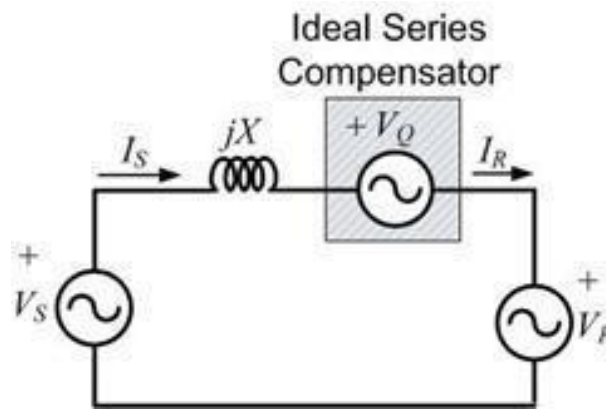 Ideal Series
Compensator
jX
+ V_Q
I_S
I_R
+
V_S
+